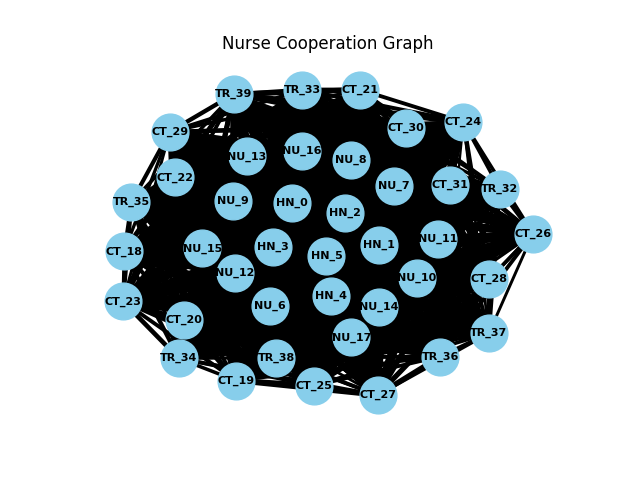 Nurse Cooperation Graph
TR_39
TR_33
CT_21
CT_24
CT_30
CT_29
NU_13
NU_16
NU_8
CT_22
NU_7
CT_31
TR_32
TR_35
NU_9
HN_0
HN_2
CT_26
CT_18
NU_15
HN_3
HN_5
HN_1
NU_11
NU_12
NU_10
CT_28
CT_23
CT_20
NU_6
HN_4
NU_14
TR_37
NU_17
TR_34
TR_38
TR_36
CT_19
CT_25
CT_27